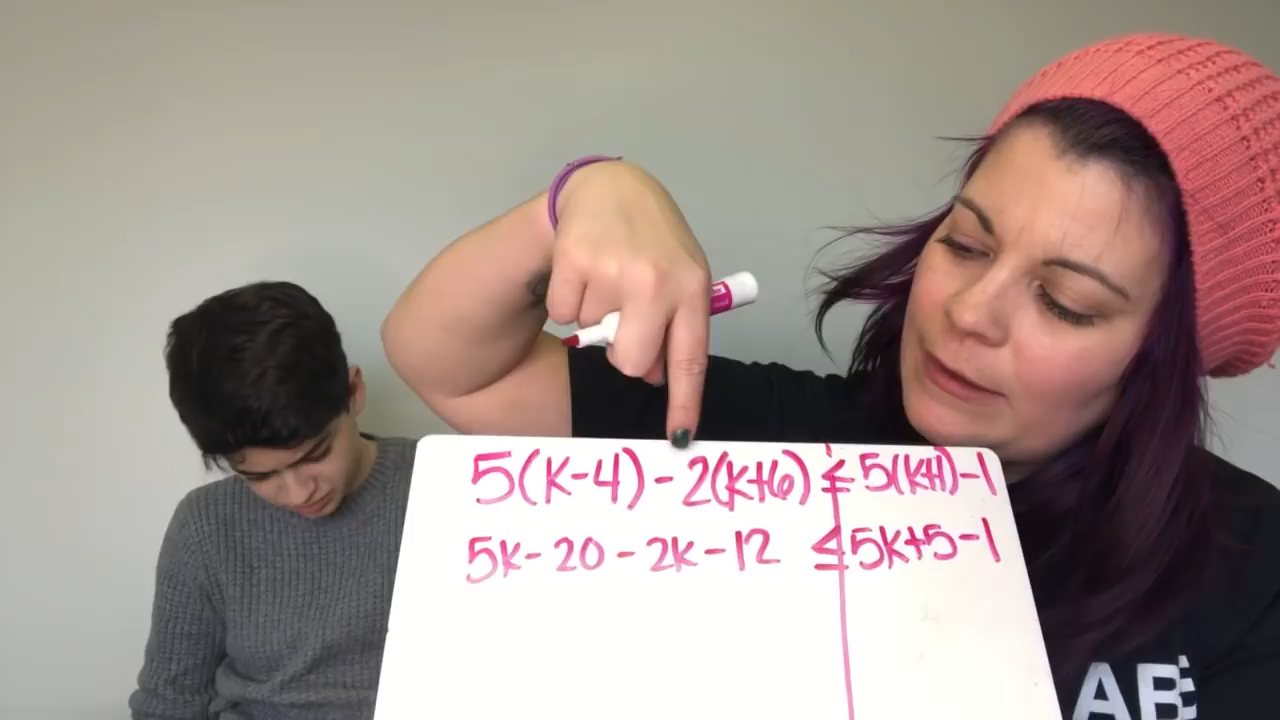 5(k-4)-2(k+6) ≤ 5(k+1)-1
5k-20-2k-12 ≤ 5k+5-1